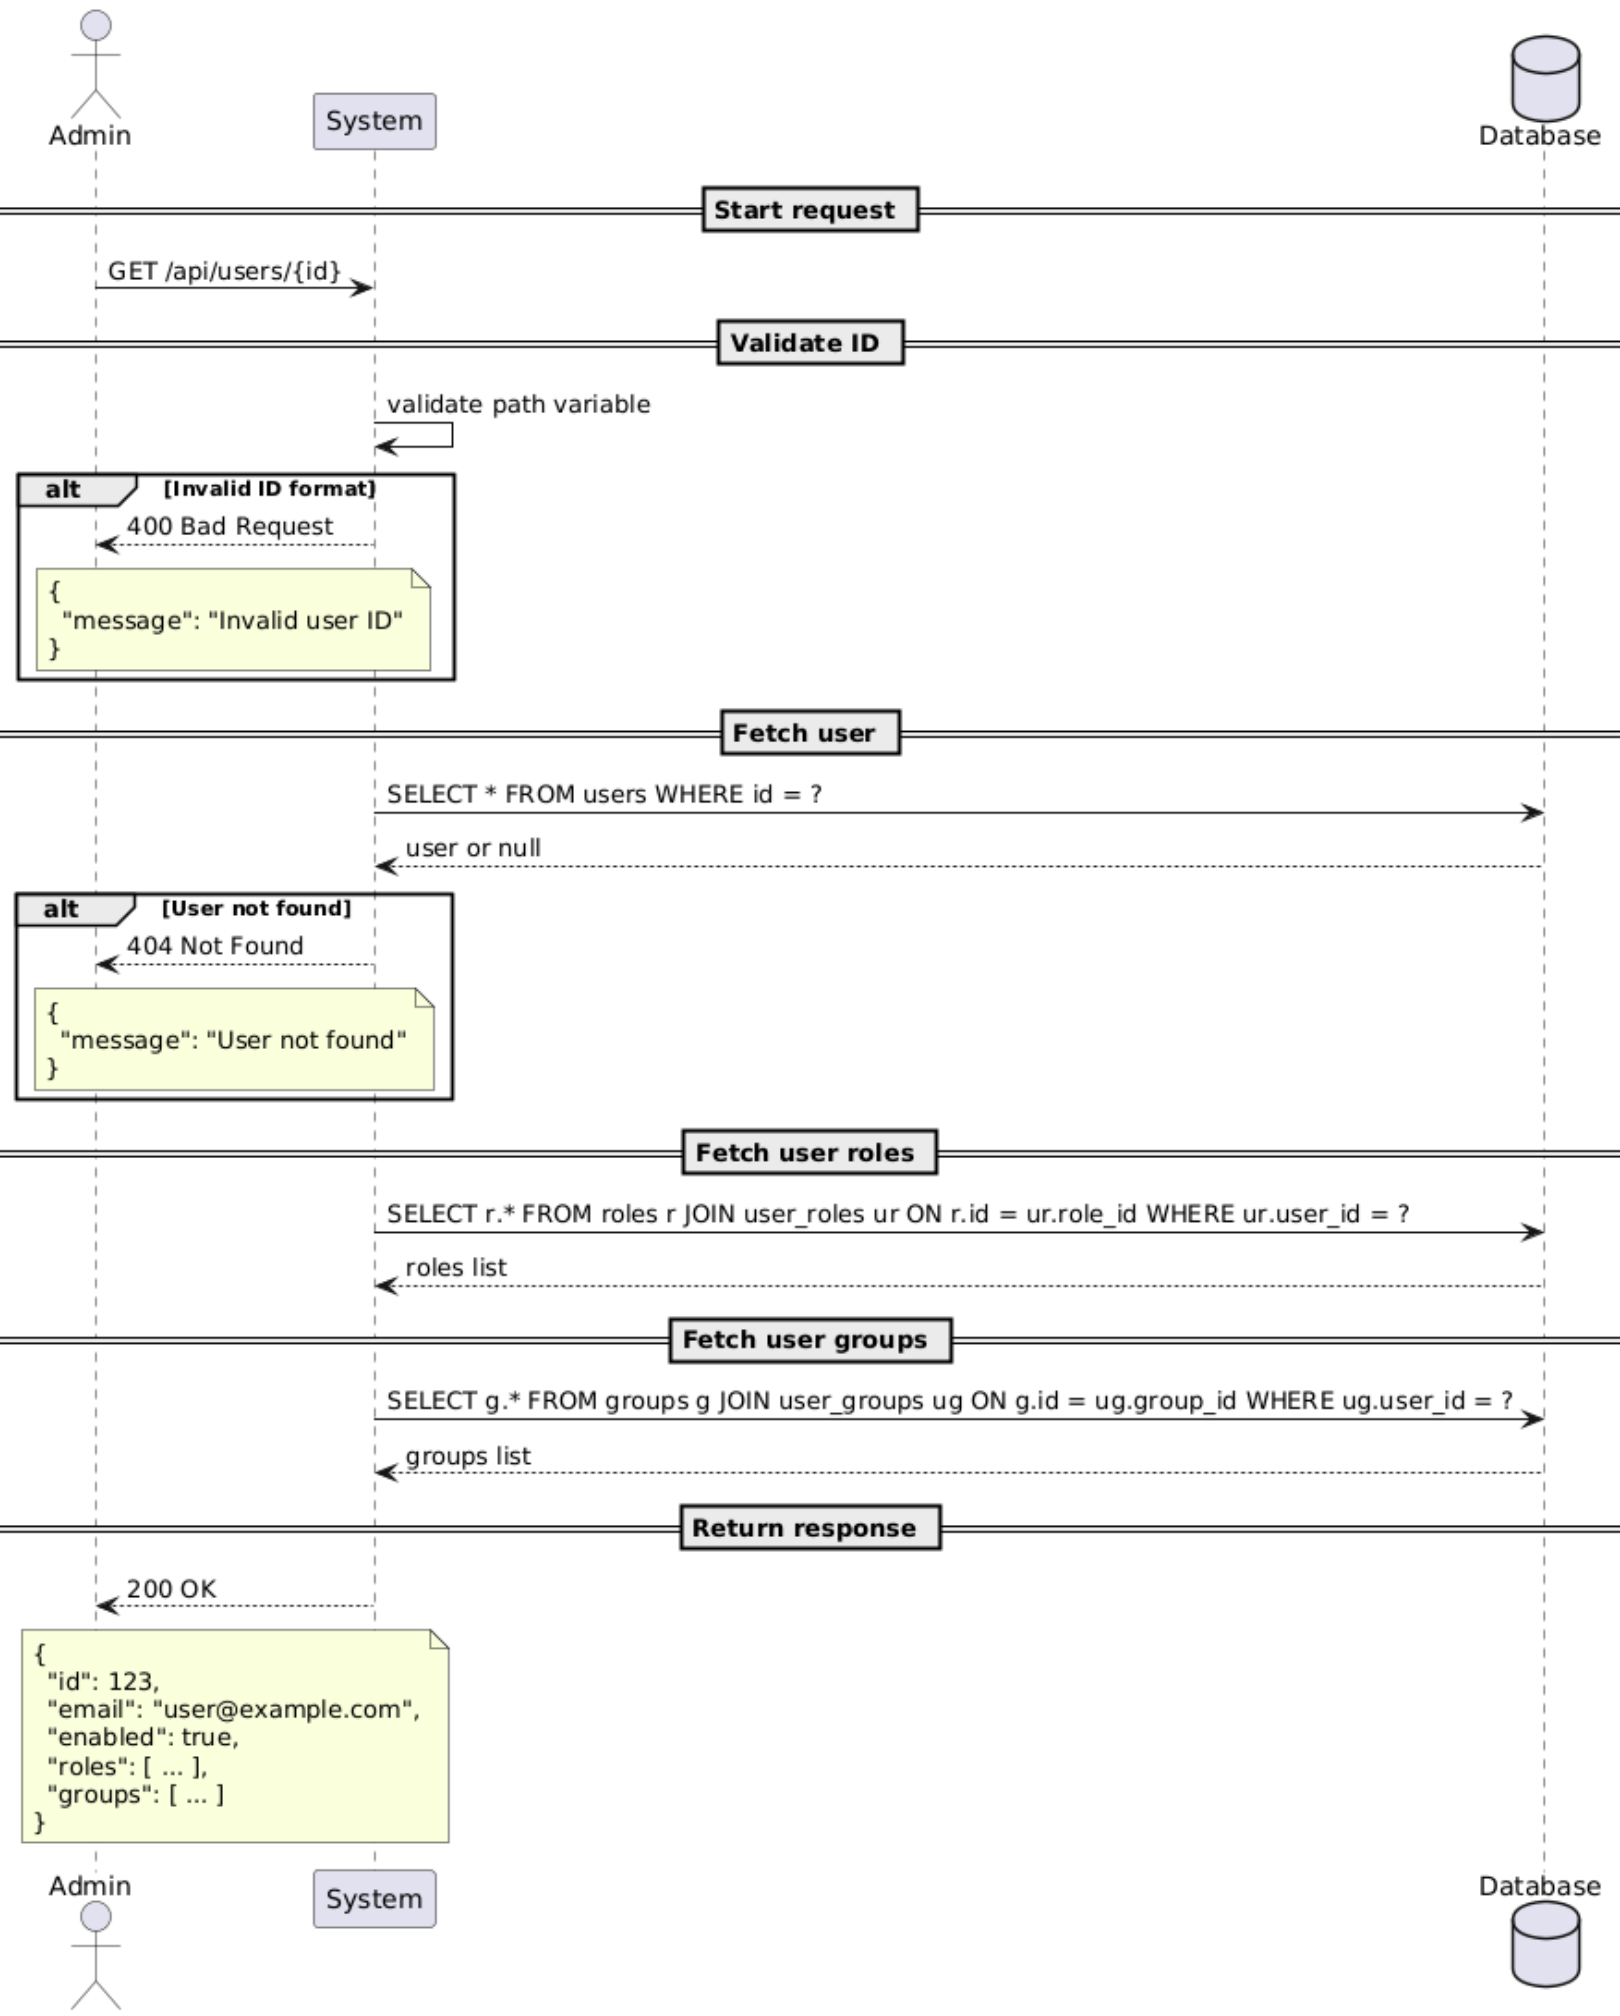 Admin
System
Database
Start request
GET /api/users/{id}
Validate ID
validate path variable
alt [Invalid ID format]
400 Bad Request
{
"message": "Invalid user ID"
}
Fetch user
SELECT * FROM users WHERE id = ?
user or null
alt [User not found]
404 Not Found
{
"message": "User not found"
}
Fetch user roles
SELECT r.* FROM roles r JOIN user_roles ur ON r.id = ur.role_id WHERE ur.user_id = ?
roles list
Fetch user groups
SELECT g.* FROM groups g JOIN user_groups ug ON g.id = ug.group_id WHERE ug.user_id = ?
groups list
Return response
200 OK
{
"id": 123,
"email": "user@example.com",
"enabled": true,
"roles": [ ... ],
"groups": [ ... ]
}
Admin
System
Database